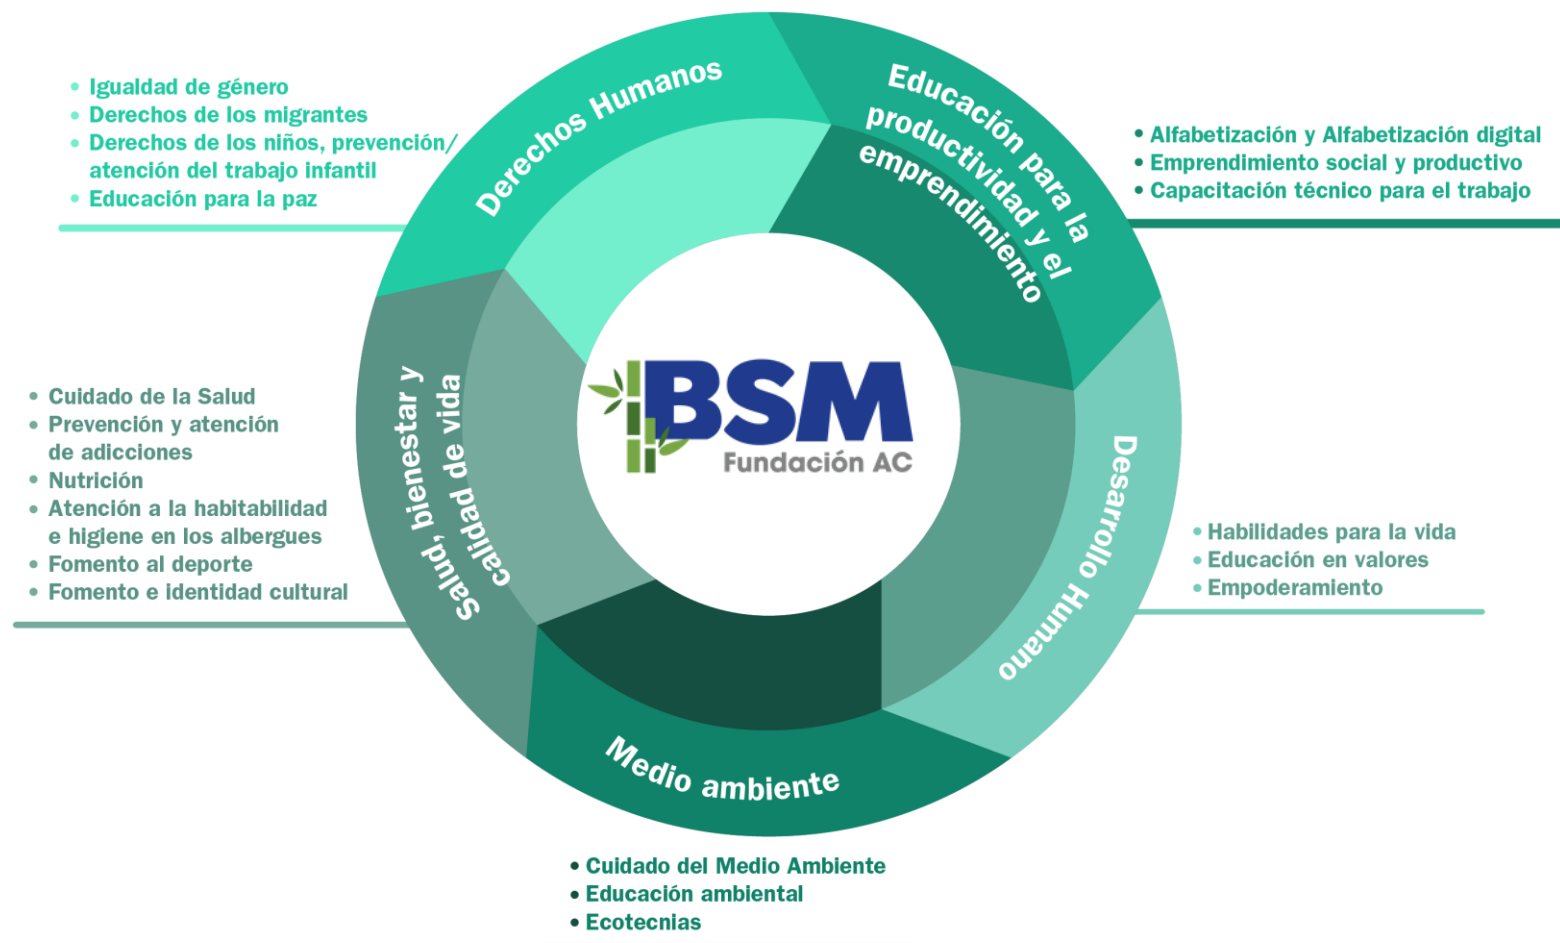 Derechos Humanos
• Igualdad de género
• Derechos de los migrantes
• Derechos de los niños, prevención/
atención del trabajo infantil
• Educación para la paz
Educación para la
productividad y el
emprendimiento
• Alfabetización y Alfabetización digital
• Emprendimiento social y productivo
• Capacitación técnico para el trabajo
BSM
Fundación AC
Salud, bienestar y
calidad de vida
• Cuidado de la Salud
• Prevención y atención
de adicciones
• Nutrición
• Atención a la habitabilidad
e higiene en los albergues
• Fomento al deporte
• Fomento e identidad cultural
Desarrollo Humano
• Habilidades para la vida
• Educación en valores
• Empoderamiento
Medio ambiente
• Cuidado del Medio Ambiente
• Educación ambiental
• Ecotecnias